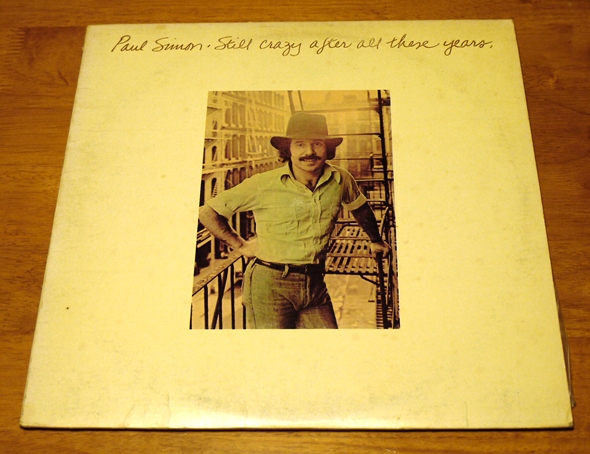 Paul Simon · Still crazy after all these years.